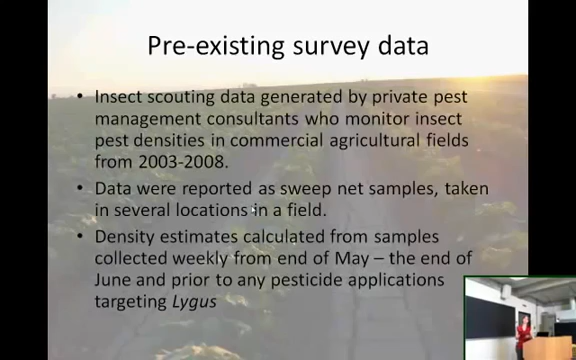 Pre-existing survey data
• Insect scouting data generated by private pest
management consultants who monitor insect
pest densities in commercial agricultural fields
from 2003-2008.
• Data were reported as sweep net samples, taken
in several locations in a field.
• Density estimates calculated from samples
collected weekly from end of May – the end of
June and prior to any pesticide applications
targeting Lygus